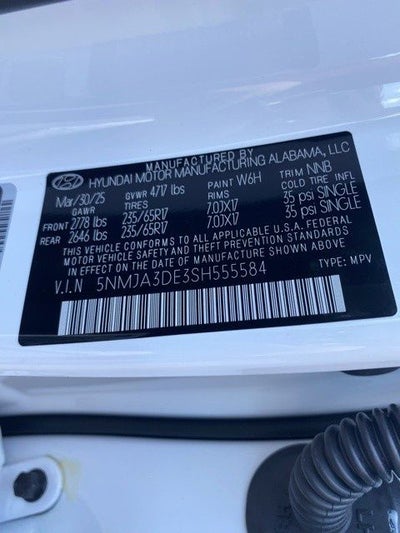 MANUFACTURED BY
HYUNDAI MOTOR MANUFACTURING ALABAMA, LLC
Mar/30/25 GVWR 4717 lbs PAINT W6H TRIM NNB
GAWR TIRES RIMS COLD TIRE INFL
FRONT 2778 lbs 235/65R17 7.0JX17 35 psi SINGLE
REAR 2646 lbs 235/65R17 7.0JX17 35 psi SINGLE
THIS VEHICLE CONFORMS TO ALL APPLICABLE U.S.A. FEDERAL
MOTOR VEHICLE SAFETY AND THEFT PREVENTION STANDARDS
IN EFFECT ON THE DATE OF MANUFACTURE SHOWN ABOVE.
V.I.N 5NMJA3DE3SH555584 TYPE: MPV